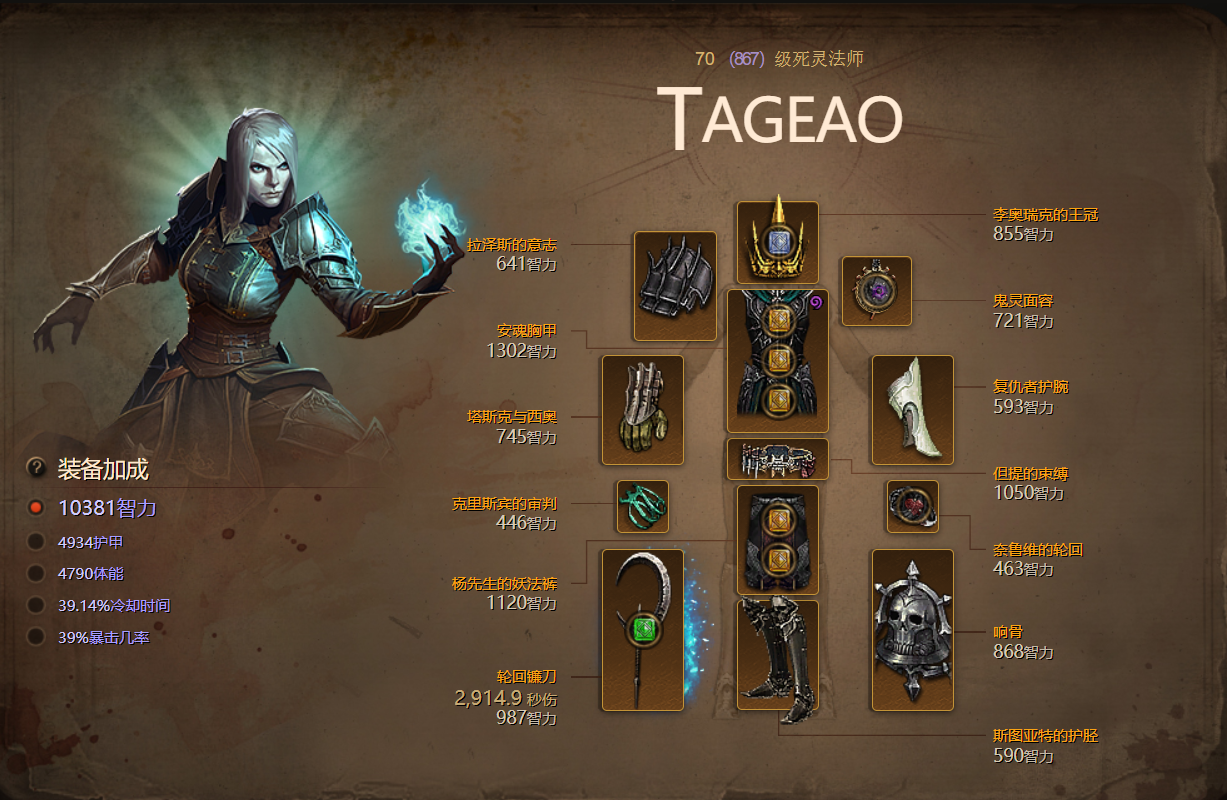 70 (867) 级死灵法师
TAGEAO
李奥瑞克的王冠
855智力
拉泽斯的意志
641智力
鬼灵面容
721智力
安魂胸甲
1302智力
复仇者护腕
593智力
塔斯克与西奥
745智力
但提的束缚
1050智力
克里斯宾的审判
446智力
奈鲁维的轮回
463智力
杨先生的妖法裤
1120智力
响骨
868智力
轮回镰刀
2,914.9 秒伤
987智力
斯图亚特的护胫
590智力
? 装备加成
10381智力
4934护甲
4790体能
39.14%冷却时间
39%暴击几率